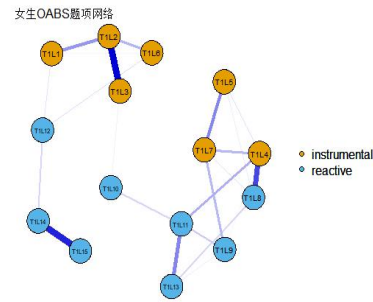 女生OABS题项网络
T1L2
T1L1
T1L6
T1L3
T1L5
T1L12
T1L7
T1L4
instrumental
reactive
T1L10
T1L8
T1L14
T1L11
T1L15
T1L9
T1L13